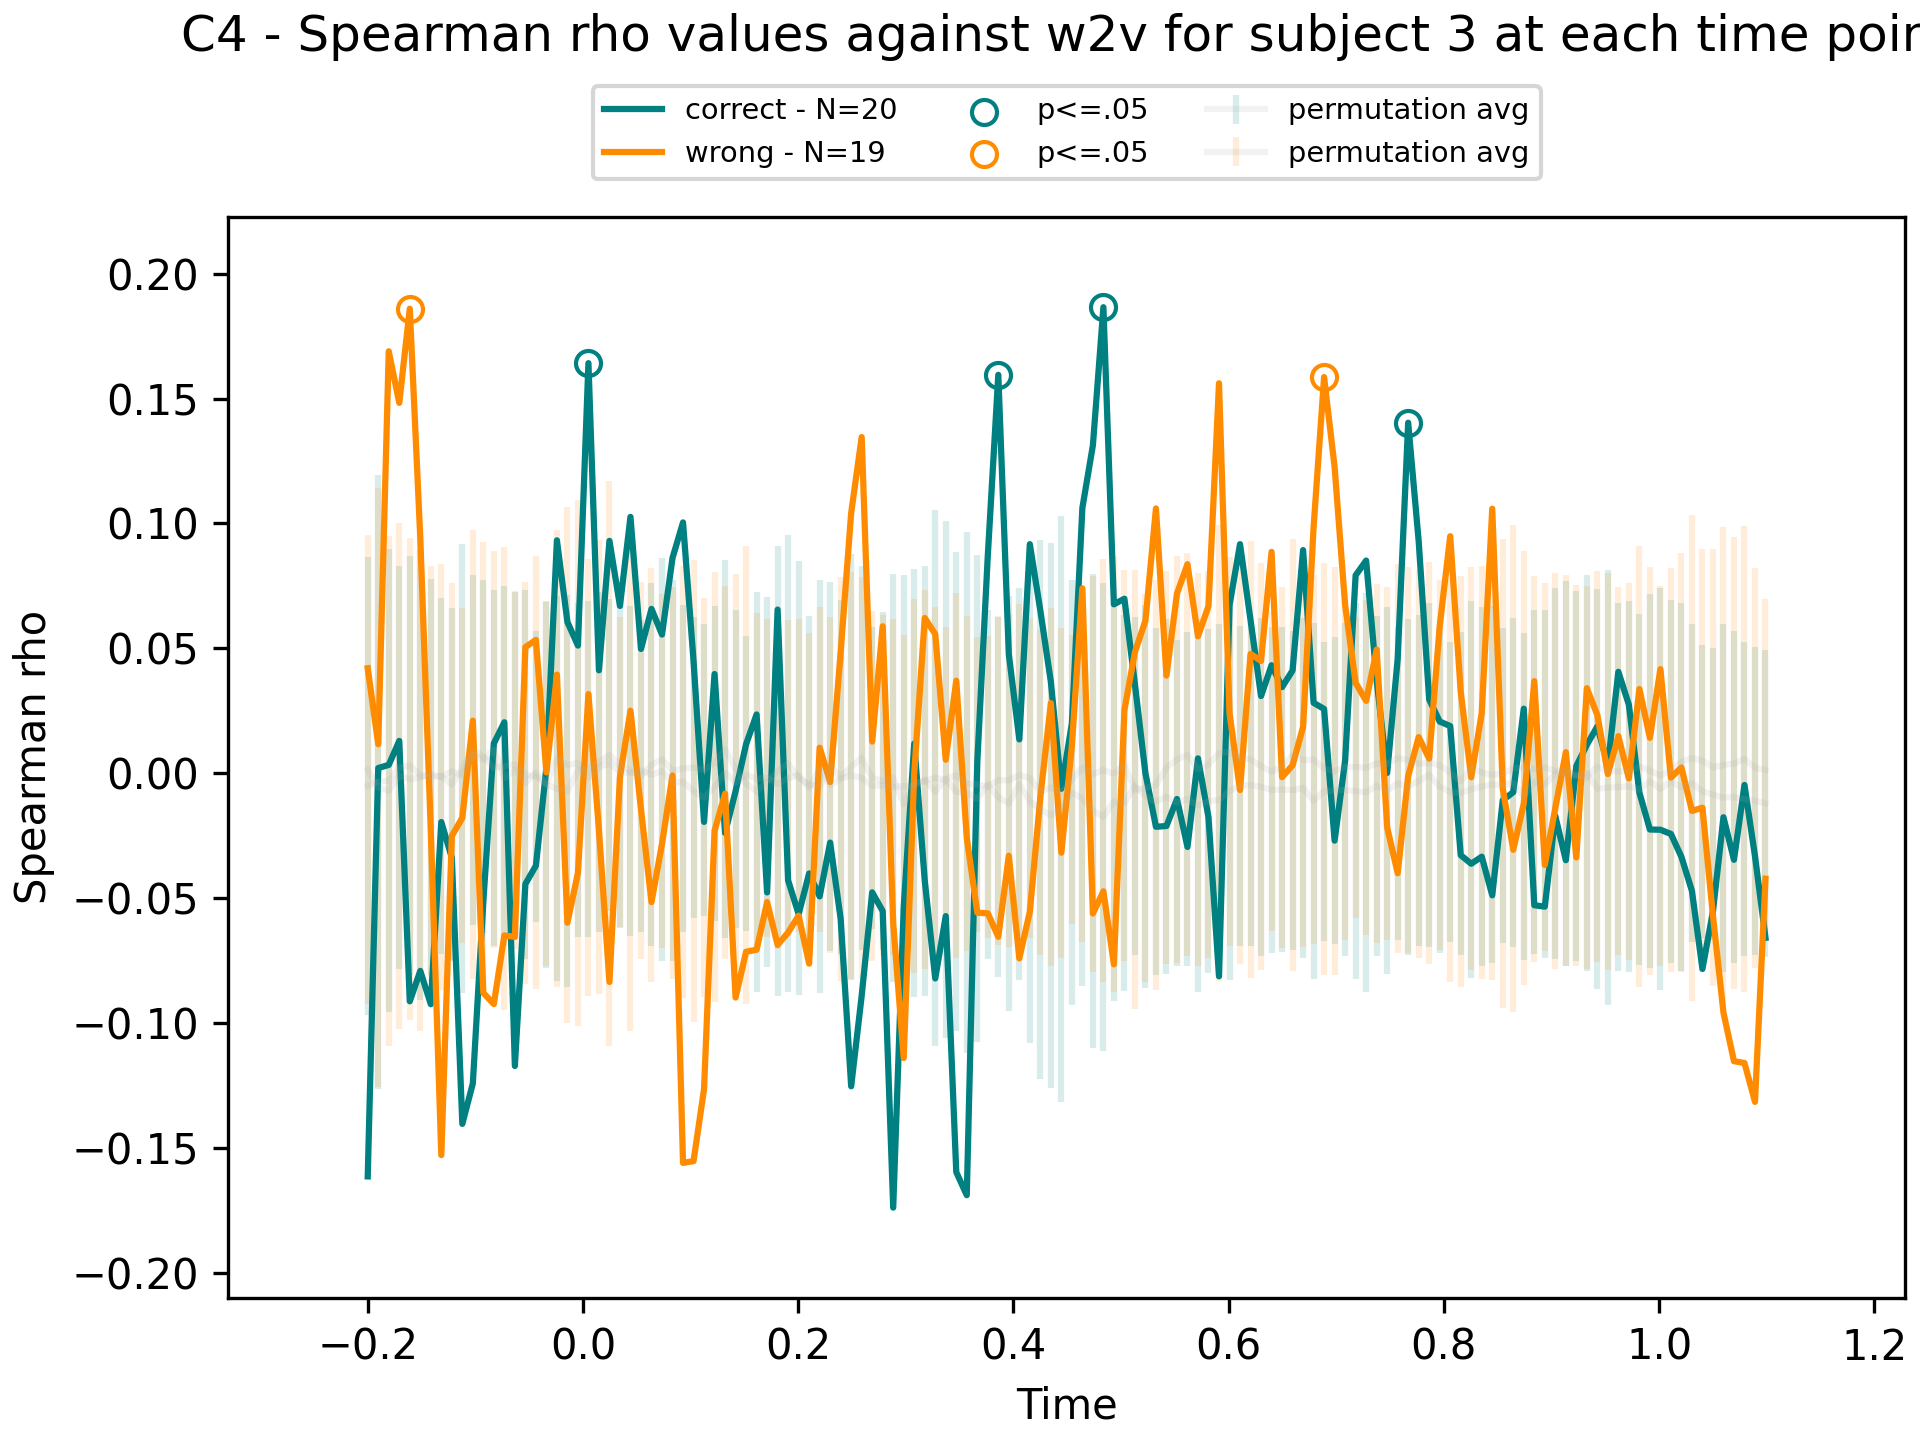 C4 - Spearman rho values against w2v for subject 3 at each time poin
correct - N=20
p<=.05
permutation avg
wrong - N=19
p<=.05
permutation avg
Spearman rho
0.20
0.15
0.10
0.05
0.00
−0.05
−0.10
−0.15
−0.20
−0.2
0.0
0.2
0.4
0.6
0.8
1.0
1.2
Time